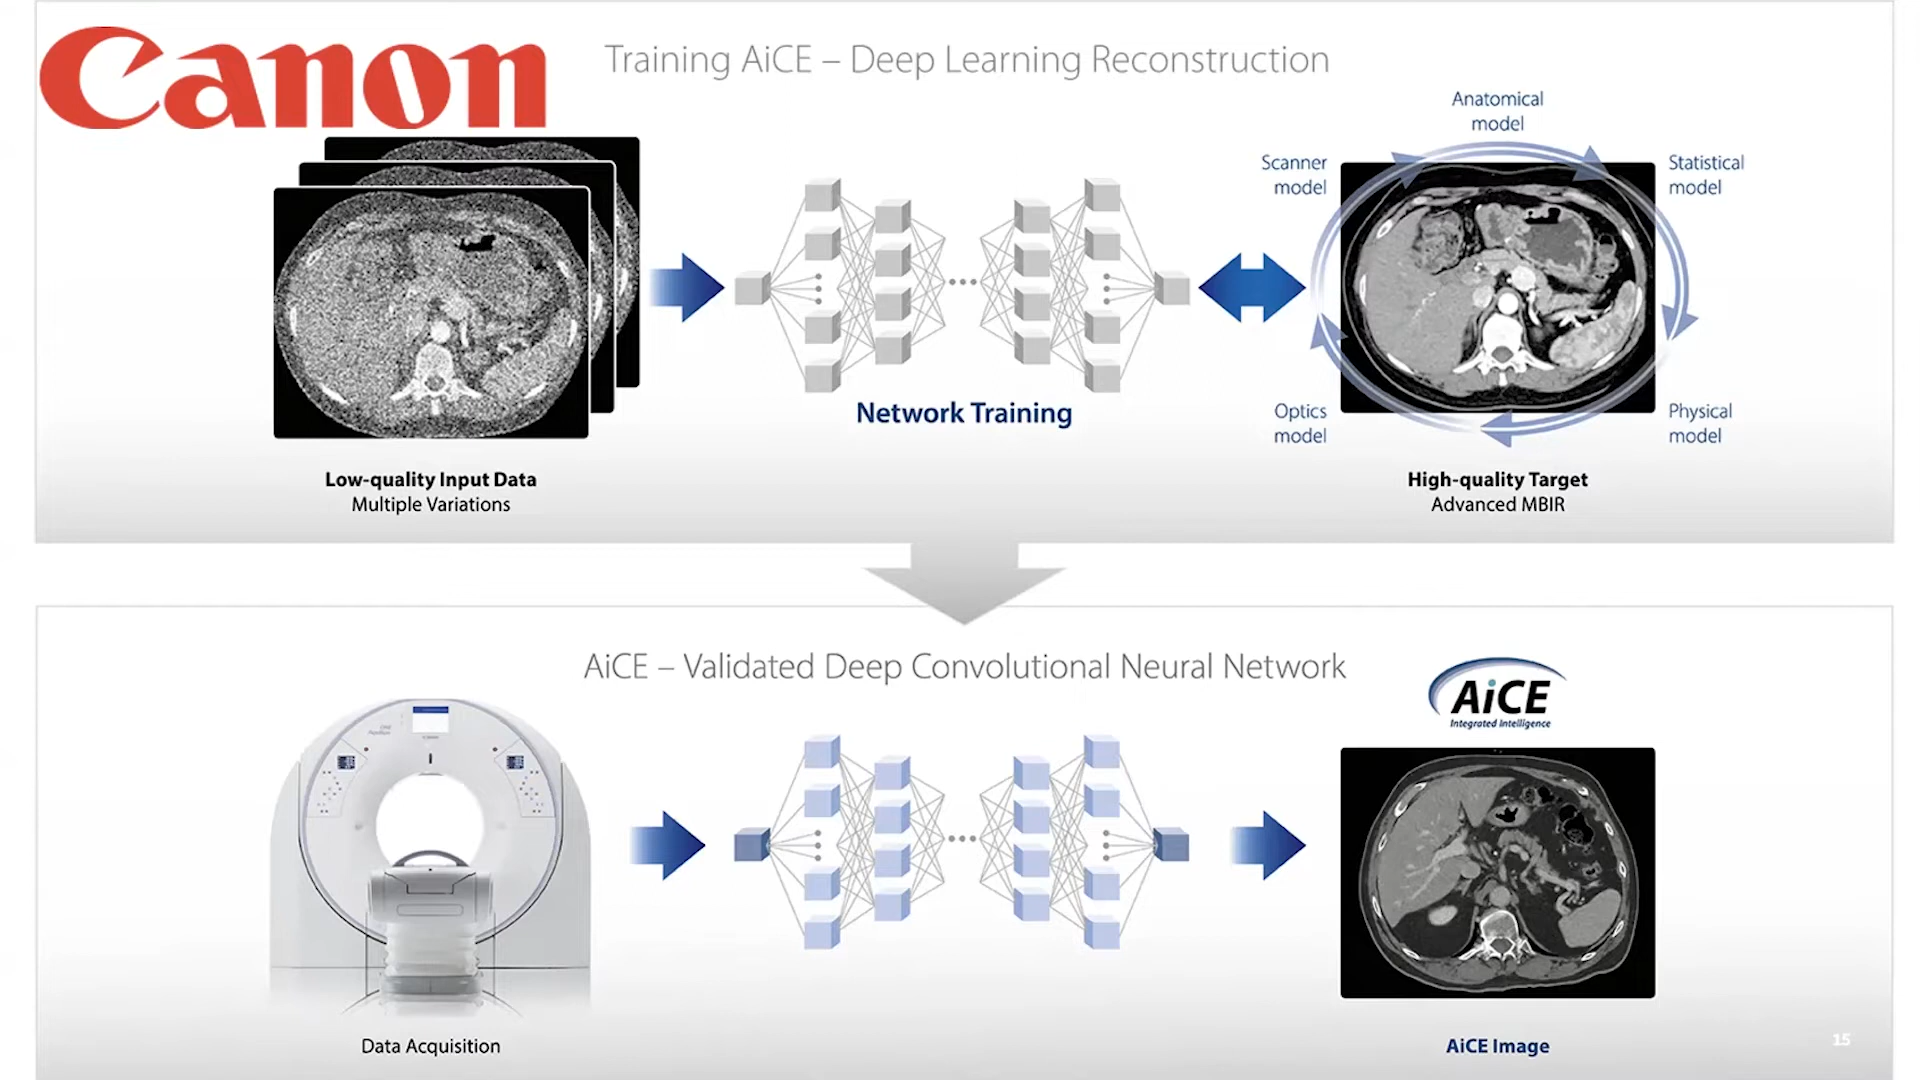 Canon
Training AiCE – Deep Learning Reconstruction
Anatomical
model
Scanner
model
Statistical
model
Network Training
Optics
model
Physical
model
Low-quality Input Data
Multiple Variations
High-quality Target
Advanced MBIR
AiCE – Validated Deep Convolutional Neural Network
AiCE
Integrated Intelligence
Data Acquisition
AiCE Image
15